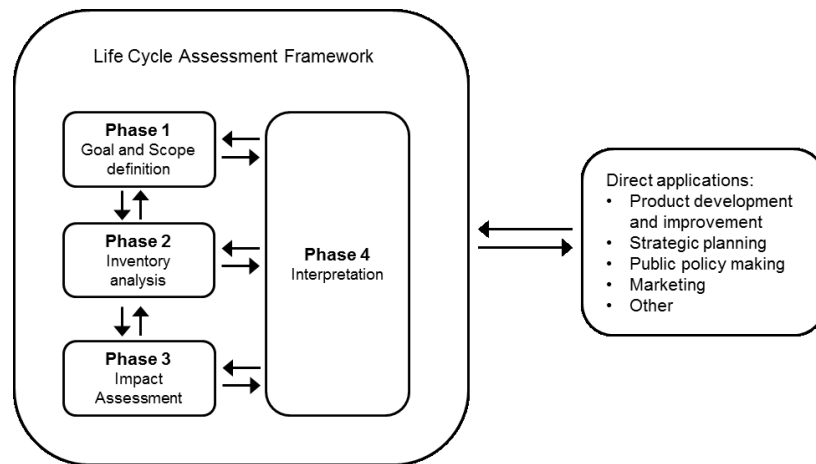 Life Cycle Assessment Framework
Phase 1
Goal and Scope
definition
Phase 2
Inventory
analysis
Phase 3
Impact
Assessment
Phase 4
Interpretation
Direct applications:
• Product development
and improvement
• Strategic planning
• Public policy making
• Marketing
• Other